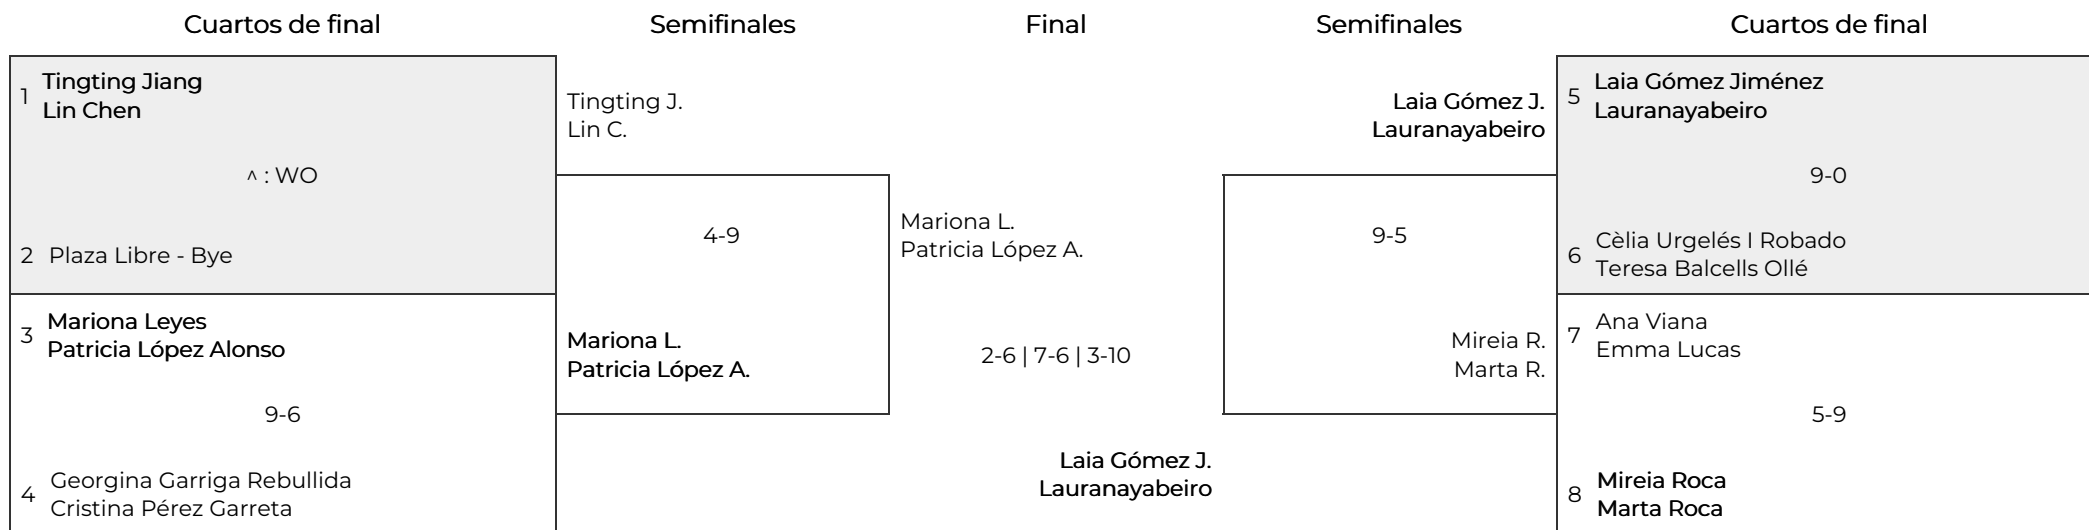 Cuartos de final
Semifinales
Final
Semifinales
Cuartos de final
1
Tingting Jiang
Lin Chen
^ : WO
2 Plaza Libre - Bye
3
Mariona Leyes
Patricia López Alonso
9-6
4
Georgina Garriga Rebullida
Cristina Pérez Garreta
Tingting J.
Lin C.
4-9
Mariona L.
Patricia López A.
Mariona L.
Patricia López A.
2-6 | 7-6 | 3-10
Laia Gómez J.
Lauranayabeiro
Laia Gómez J.
Lauranayabeiro
9-5
Mireia R.
Marta R.
5
Laia Gómez Jiménez
Lauranayabeiro
9-0
6
Cèlia Urgelés I Robado
Teresa Balcells Ollé
7
Ana Viana
Emma Lucas
5-9
8
Mireia Roca
Marta Roca